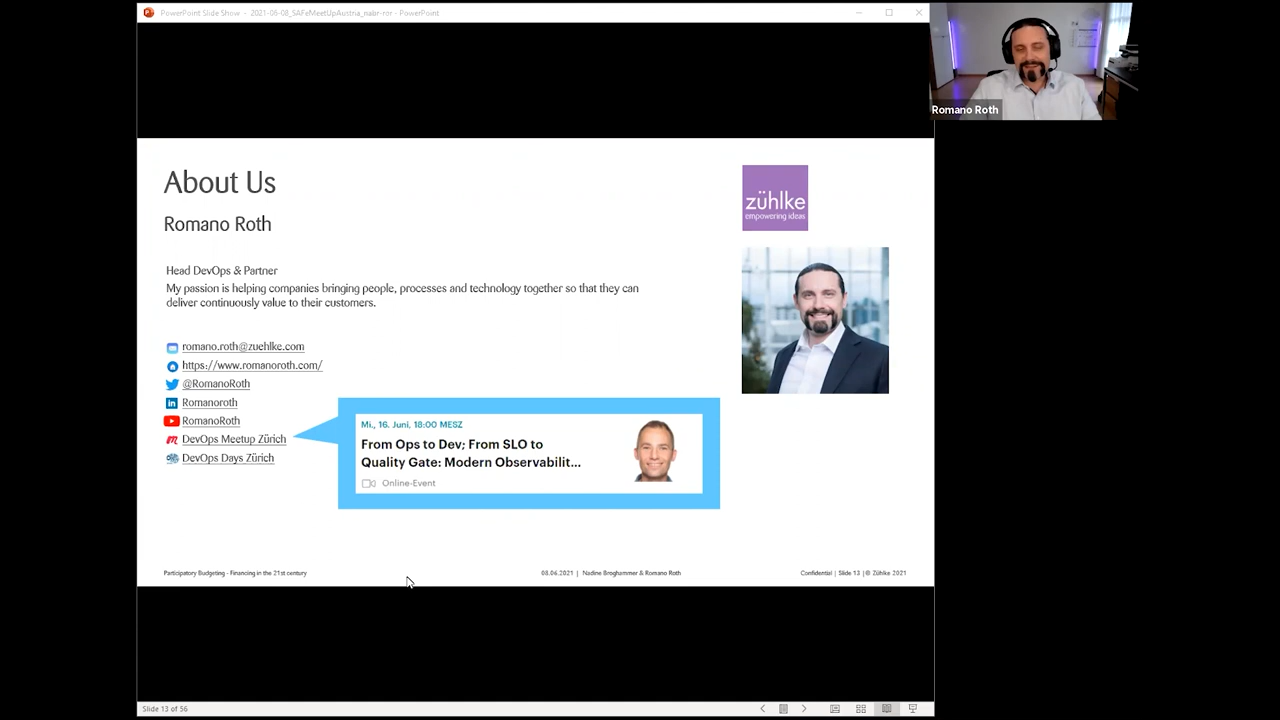 PowerPoint Slide Show - 2021-06-08_SAFeMeetUpAustria_nabr-ror - PowerPoint
Romano Roth
About Us
Romano Roth
zühlke
empowering ideas
Head DevOps & Partner
My passion is helping companies bringing people, processes and technology together so that they can
deliver continuously value to their customers.
romano.roth@zuehlke.com
https://www.romanoroth.com/
@RomanoRoth
Romanoroth
RomanoRoth
DevOps Meetup Zürich
DevOps Days Zürich
Mi., 16. Juni, 18:00 MESZ
From Ops to Dev; From SLO to
Quality Gate: Modern Observabilit...
Online-Event
Participatory Budgeting - Financing in the 21st century
08.06.2021 | Nadine Broghammer & Romano Roth
Confidential | Slide 13 | © Zühlke 2021
Slide 13 of 56